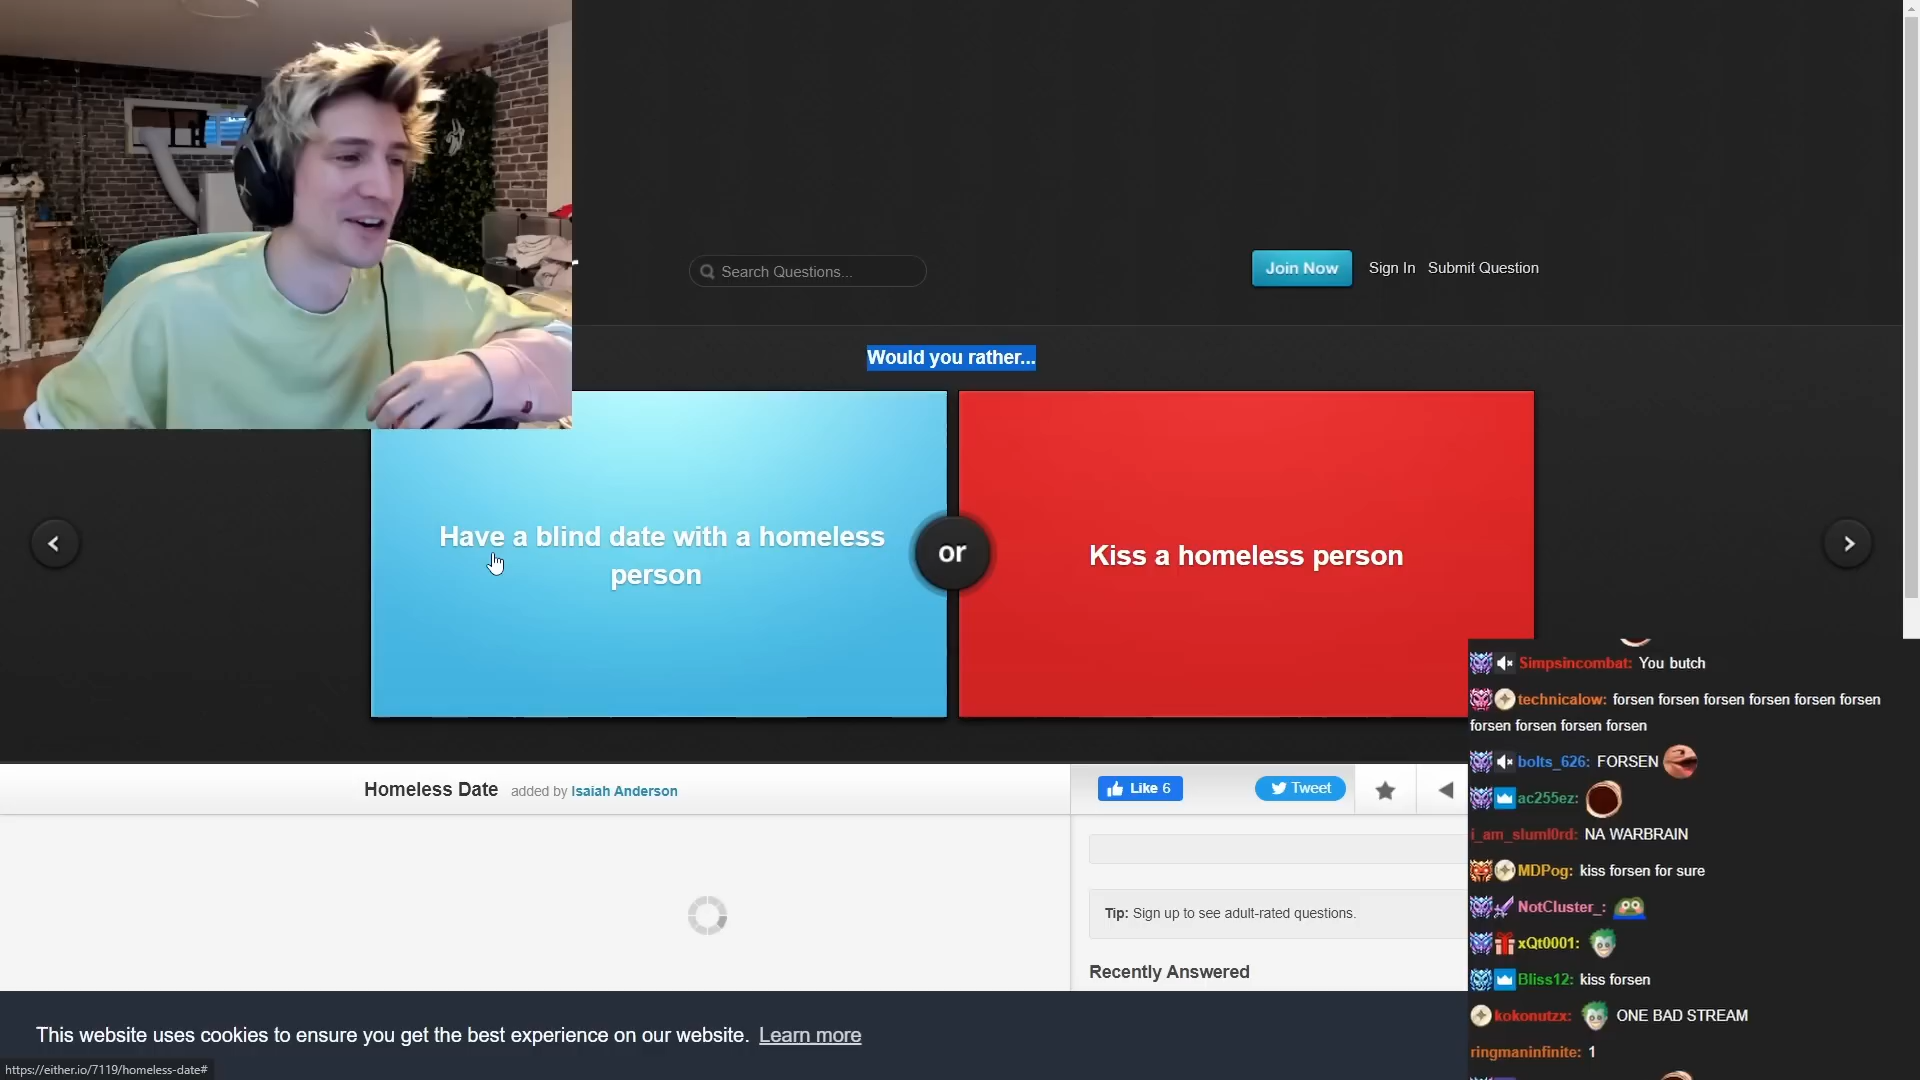 Search Questions...
Join Now
Sign In
Submit Question
Would you rather...
Have a blind date with a homeless
person
or
Kiss a homeless person
Homeless Date added by Isaiah Anderson
Like 6
Tweet
Tip: Sign up to see adult-rated questions.
Recently Answered
Simpsincombat: You butch
technicalow: forsen forsen forsen forsen forsen forsen
forsen forsen forsen forsen
bolts_626: FORSEN
ac255ez:
i_am_sluml0rd: NA WARBRAIN
MDPog: kiss forsen for sure
NotCluster_:
xQt0001:
Bliss12: kiss forsen
kokonutzx: ONE BAD STREAM
ringmaninfinite: 1
This website uses cookies to ensure you get the best experience on our website. Learn more
https://either.io/7119/homeless-date#